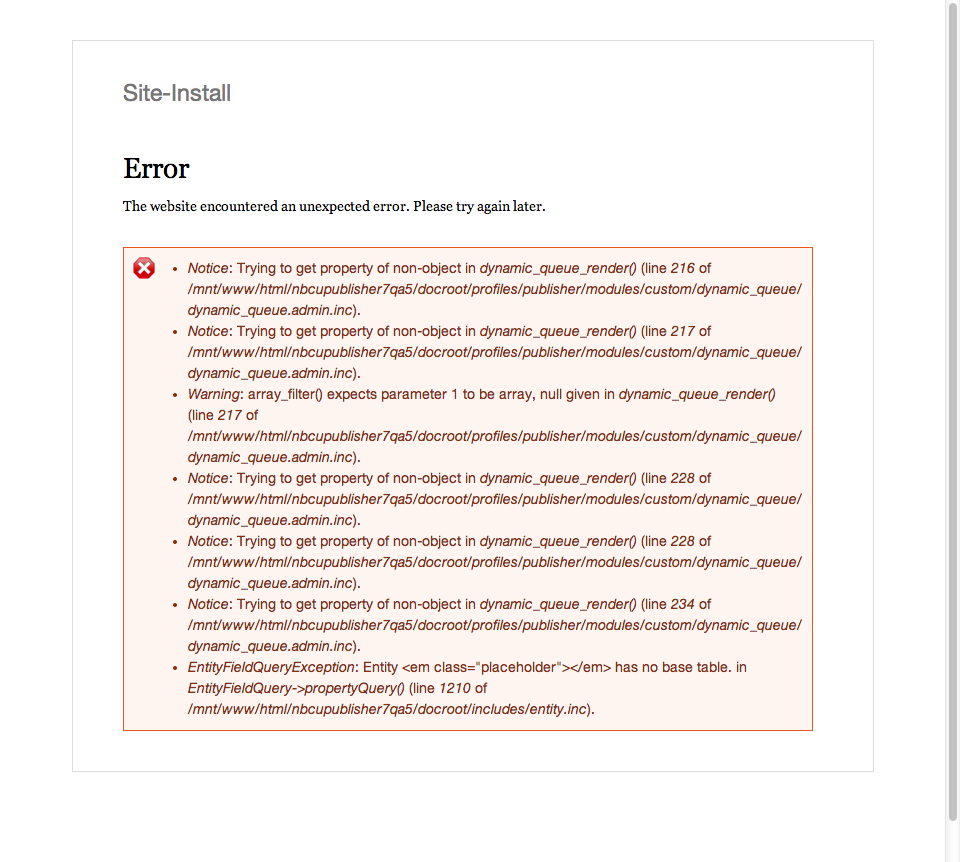 Site-Install
Error
The website encountered an unexpected error. Please try again later.
• Notice: Trying to get property of non-object in dynamic_queue_render() (line 216 of
/mnt/www/html/nbcupublisher7qa5/docroot/profiles/publisher/modules/custom/dynamic_queue/
dynamic_queue.admin.inc).
• Notice: Trying to get property of non-object in dynamic_queue_render() (line 217 of
/mnt/www/html/nbcupublisher7qa5/docroot/profiles/publisher/modules/custom/dynamic_queue/
dynamic_queue.admin.inc).
• Warning: array_filter() expects parameter 1 to be array, null given in dynamic_queue_render()
(line 217 of
/mnt/www/html/nbcupublisher7qa5/docroot/profiles/publisher/modules/custom/dynamic_queue/
dynamic_queue.admin.inc).
• Notice: Trying to get property of non-object in dynamic_queue_render() (line 228 of
/mnt/www/html/nbcupublisher7qa5/docroot/profiles/publisher/modules/custom/dynamic_queue/
dynamic_queue.admin.inc).
• Notice: Trying to get property of non-object in dynamic_queue_render() (line 228 of
/mnt/www/html/nbcupublisher7qa5/docroot/profiles/publisher/modules/custom/dynamic_queue/
dynamic_queue.admin.inc).
• Notice: Trying to get property of non-object in dynamic_queue_render() (line 234 of
/mnt/www/html/nbcupublisher7qa5/docroot/profiles/publisher/modules/custom/dynamic_queue/
dynamic_queue.admin.inc).
• EntityFieldQueryException: Entity <em class="placeholder"></em> has no base table. in
EntityFieldQuery->propertyQuery() (line 1210 of
/mnt/www/html/nbcupublisher7qa5/docroot/includes/entity.inc).